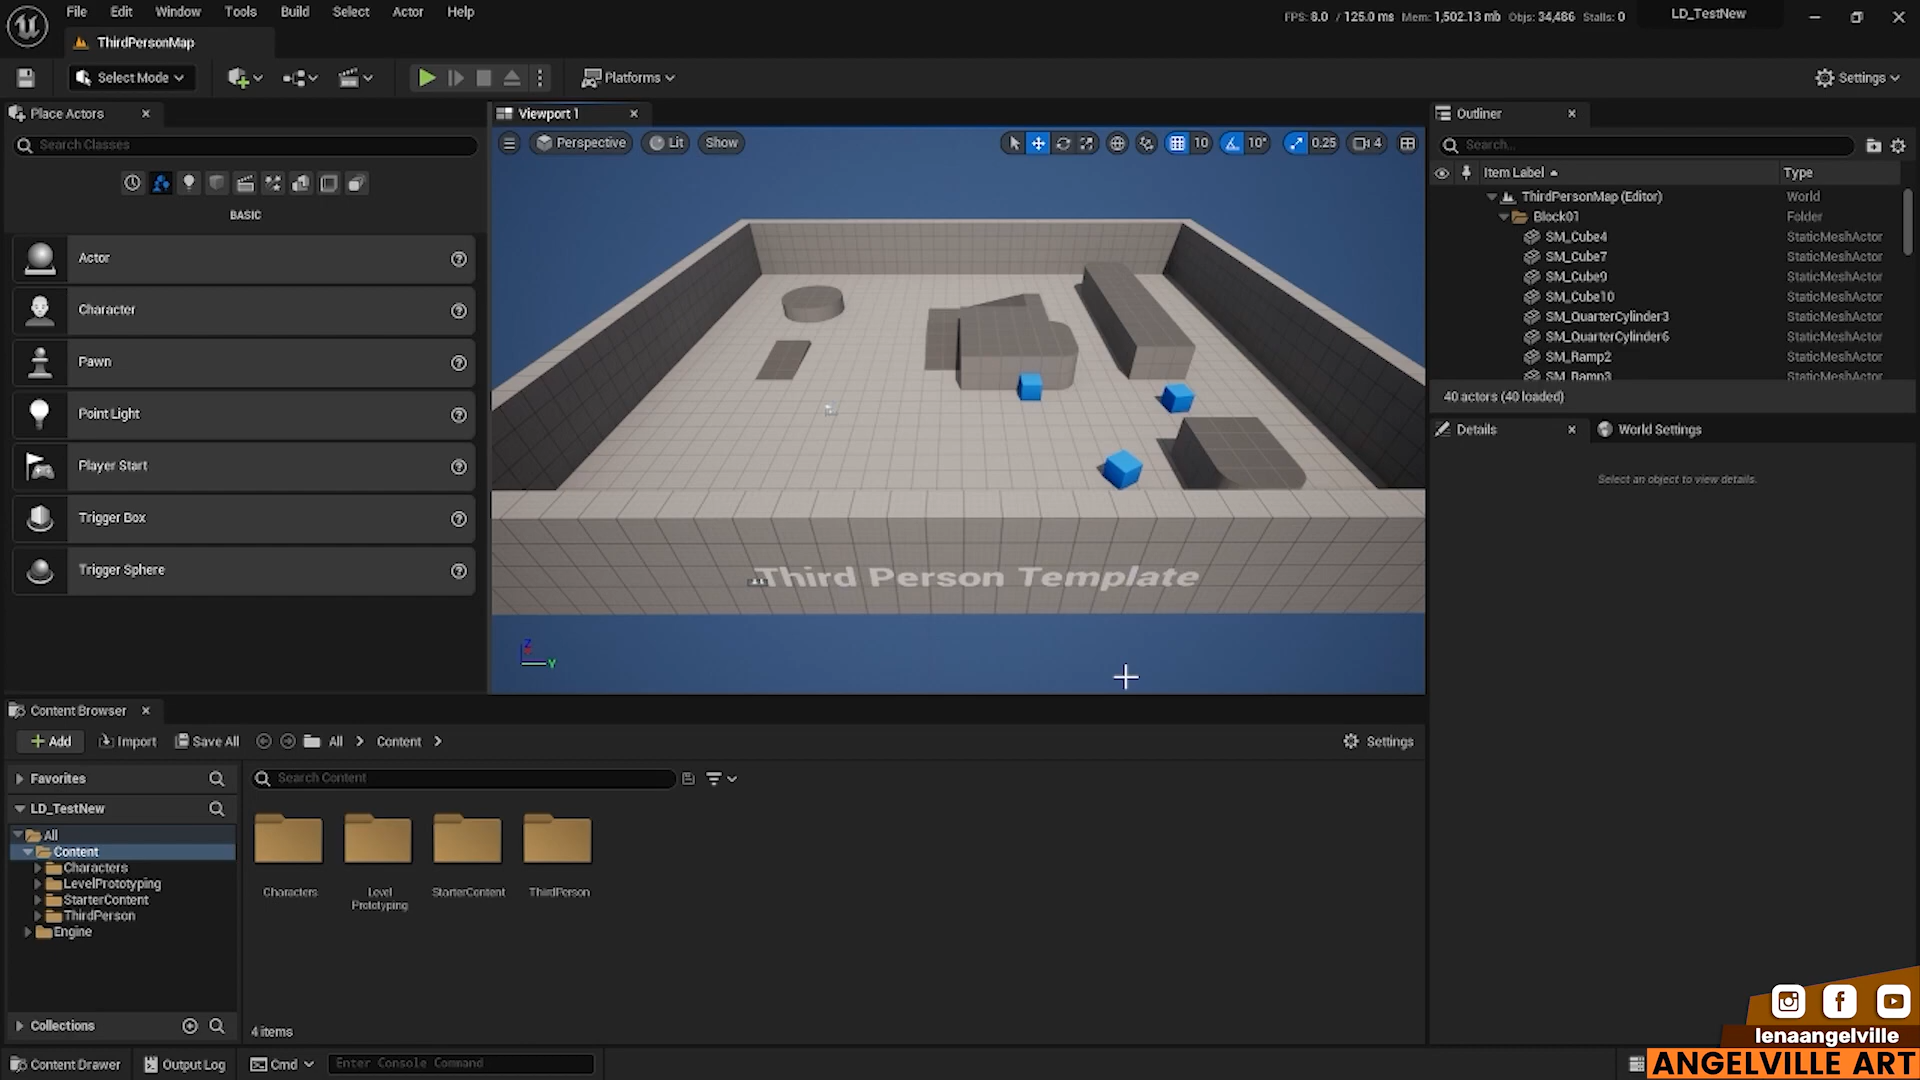 File Edit Window Tools Build Select Actor Help
FPS: 8.0 / 125.0 ms Mem: 1,502.13 mb Objs: 34,486 Stalls: 0
LD_TestNew
ThirdPersonMap
Select Mode
Platforms
Settings
Place Actors
Search Classes
BASIC
Actor
Character
Pawn
Point Light
Player Start
Trigger Box
Trigger Sphere
Viewport 1
Perspective Lit Show
10 10° 0.25 4
Third Person Template
Z
Y
Outliner
Search...
Item Label Type
ThirdPersonMap (Editor) World
Block01 Folder
SM_Cube4 StaticMeshActor
SM_Cube7 StaticMeshActor
SM_Cube9 StaticMeshActor
SM_Cube10 StaticMeshActor
SM_QuarterCylinder3 StaticMeshActor
SM_QuarterCylinder6 StaticMeshActor
SM_Ramp2 StaticMeshActor
SM_Ramp3 StaticMeshActor
40 actors (40 loaded)
Details
World Settings
Select an object to view details.
Content Browser
Add Import Save All All Content
Settings
Favorites
Search Content
LD_TestNew
All
Content
Characters
LevelPrototyping
StarterContent
ThirdPerson
Engine
Characters
Level
Prototyping
StarterContent
ThirdPerson
Collections
4 items
Content Drawer Output Log Cmd Enter Console Command
lenaangelville
ANGELVILLE ART